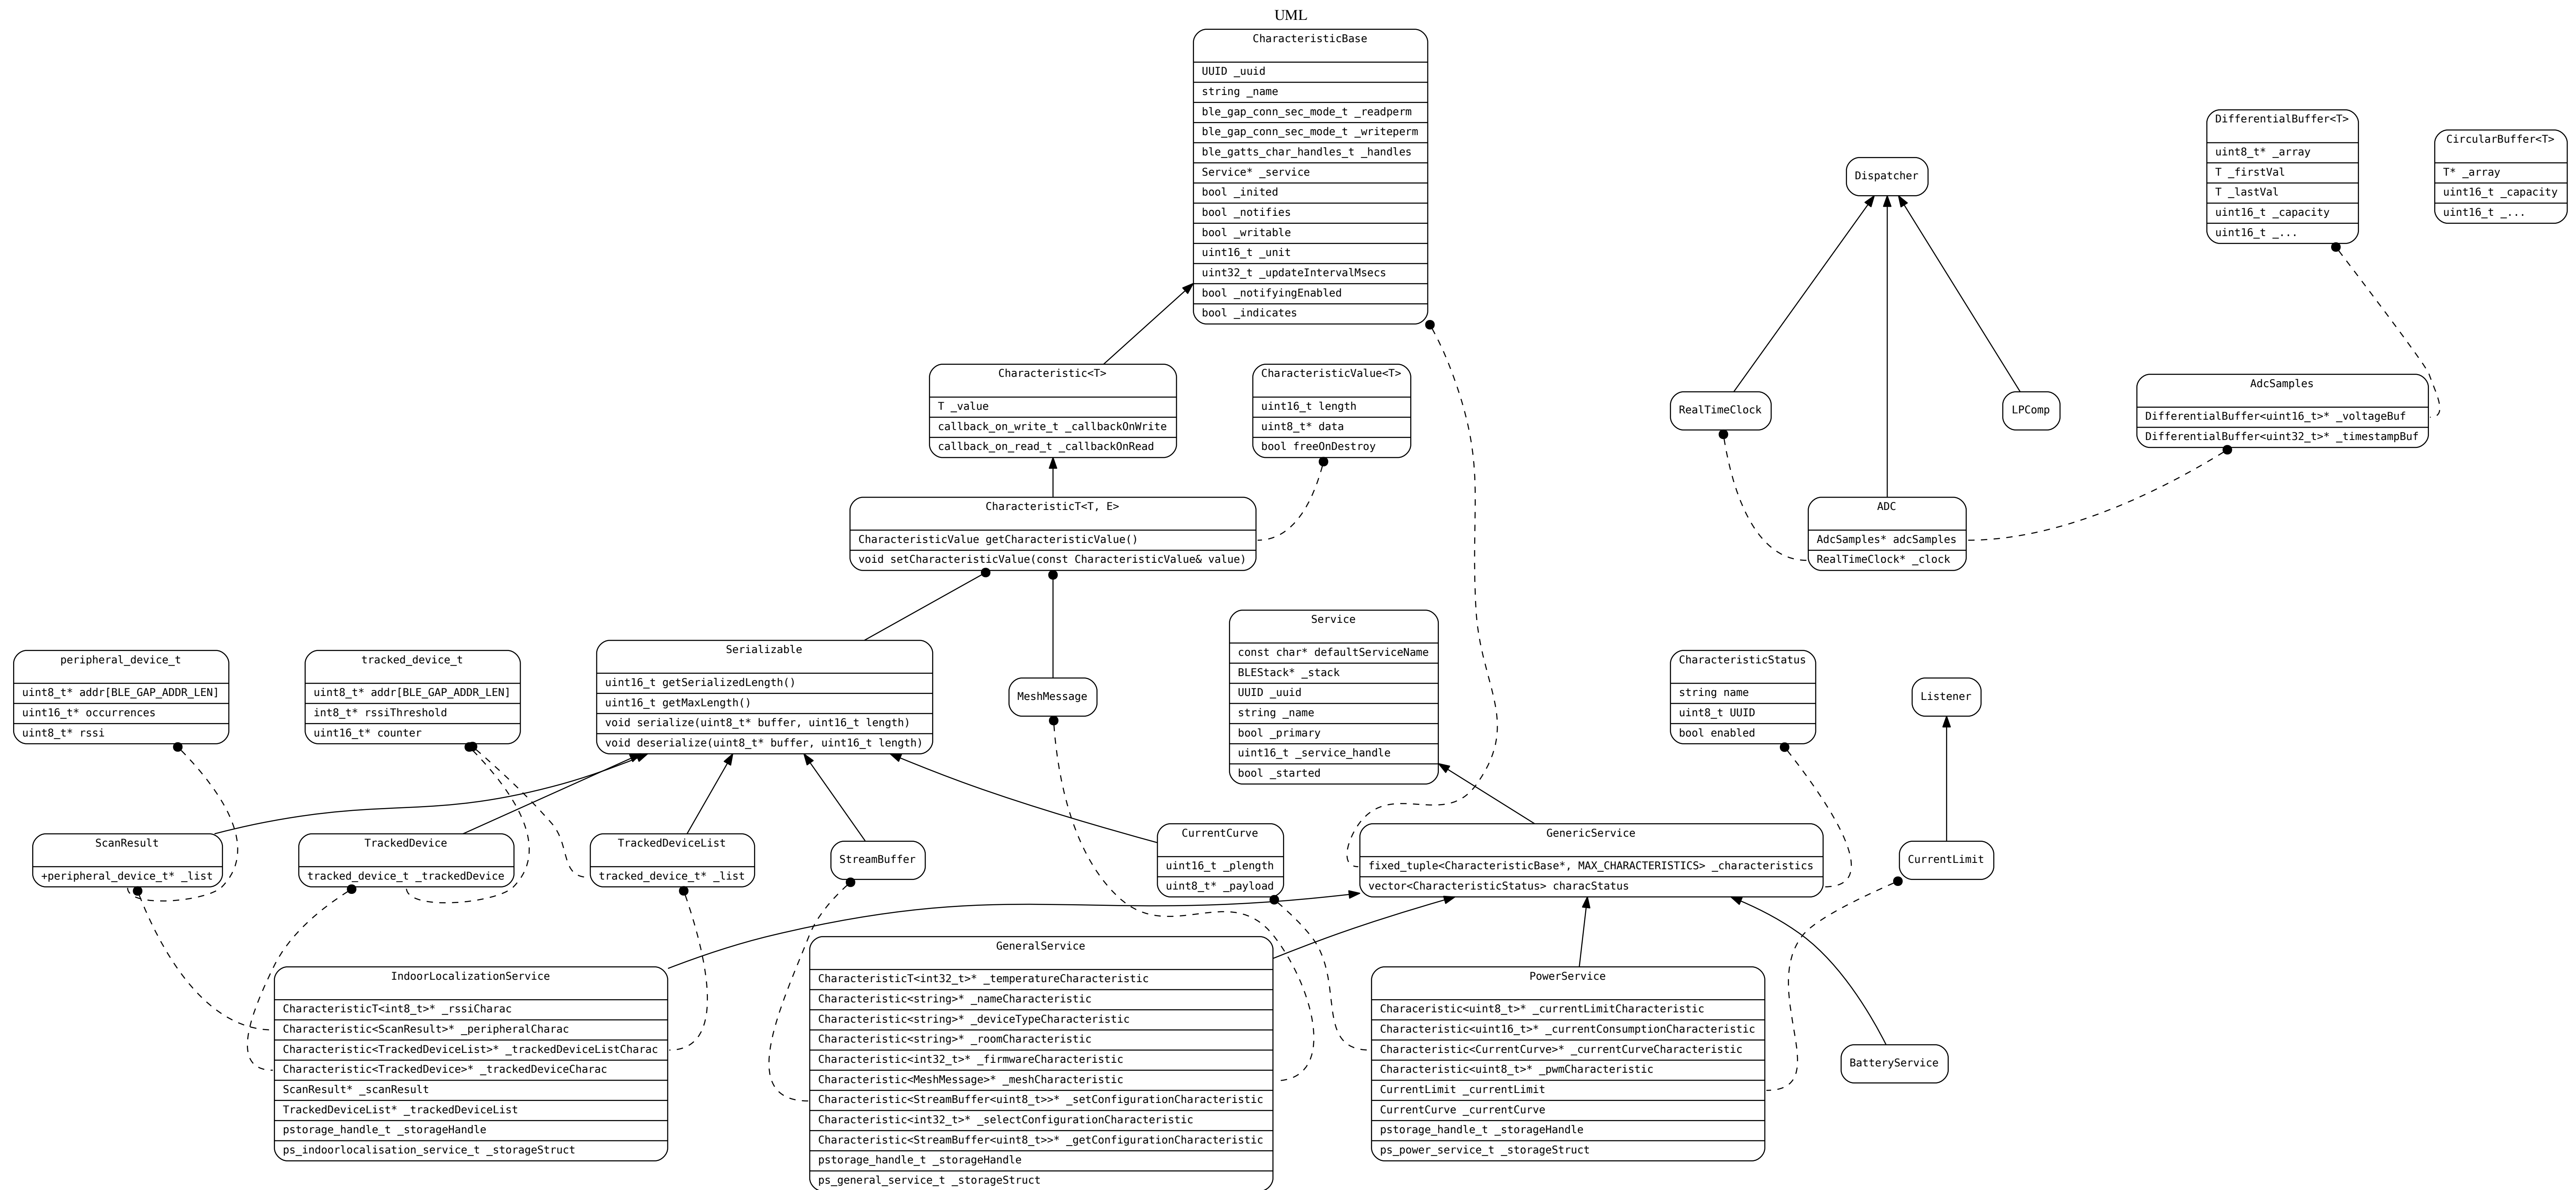 UML
CharacteristicBase
UUID _uuid
string _name
ble_gap_conn_sec_mode_t _readperm
ble_gap_conn_sec_mode_t _writeperm
ble_gatts_char_handles_t _handles
Service* _service
bool _inited
bool _notifies
bool _writable
uint16_t _unit
uint32_t _updateIntervalMsecs
bool _notifyingEnabled
bool _indicates
Dispatcher
DifferentialBuffer<T>
uint8_t* _array
T _firstVal
T _lastVal
uint16_t _capacity
uint16_t _...
CircularBuffer<T>
T* _array
uint16_t _capacity
uint16_t _...
Characteristic<T>
T _value
callback_on_write_t _callbackOnWrite
callback_on_read_t _callbackOnRead
CharacteristicValue<T>
uint16_t length
uint8_t* data
bool freeOnDestroy
RealTimeClock
LPComp
AdcSamples
DifferentialBuffer<uint16_t>* _voltageBuf
DifferentialBuffer<uint32_t>* _timestampBuf
CharacteristicT<T, E>
CharacteristicValue getCharacteristicValue()
void setCharacteristicValue(const CharacteristicValue& value)
ADC
AdcSamples* adcSamples
RealTimeClock* _clock
peripheral_device_t
uint8_t* addr[BLE_GAP_ADDR_LEN]
uint16_t* occurrences
uint8_t* rssi
tracked_device_t
uint8_t* addr[BLE_GAP_ADDR_LEN]
int8_t* rssiThreshold
uint16_t* counter
Serializable
uint16_t getSerializedLength()
uint16_t getMaxLength()
void serialize(uint8_t* buffer, uint16_t length)
void deserialize(uint8_t* buffer, uint16_t length)
MeshMessage
Service
const char* defaultServiceName
BLEStack* _stack
UUID _uuid
string _name
bool _primary
uint16_t _service_handle
bool _started
CharacteristicStatus
string name
uint8_t UUID
bool enabled
Listener
ScanResult
+peripheral_device_t* _list
TrackedDevice
tracked_device_t _trackedDevice
TrackedDeviceList
tracked_device_t* _list
StreamBuffer
CurrentCurve
uint16_t _plength
uint8_t* _payload
GenericService
fixed_tuple<CharacteristicBase*, MAX_CHARACTERISTICS> _characteristics
vector<CharacteristicStatus> characStatus
CurrentLimit
IndoorLocalizationService
CharacteristicT<int8_t>* _rssiCharac
Characteristic<ScanResult>* _peripheralCharac
Characteristic<TrackedDeviceList>* _trackedDeviceListCharac
Characteristic<TrackedDevice>* _trackedDeviceCharac
ScanResult* _scanResult
TrackedDeviceList* _trackedDeviceList
pstorage_handle_t _storageHandle
ps_indoorlocalisation_service_t _storageStruct
GeneralService
CharacteristicT<int32_t>* _temperatureCharacteristic
Characteristic<string>* _nameCharacteristic
Characteristic<string>* _deviceTypeCharacteristic
Characteristic<string>* _roomCharacteristic
Characteristic<int32_t>* _firmwareCharacteristic
Characteristic<MeshMessage>* _meshCharacteristic
Characteristic<StreamBuffer<uint8_t>>* _setConfigurationCharacteristic
Characteristic<int32_t>* _selectConfigurationCharacteristic
Characteristic<StreamBuffer<uint8_t>>* _getConfigurationCharacteristic
pstorage_handle_t _storageHandle
ps_general_service_t _storageStruct
PowerService
Characeristic<uint8_t>* _currentLimitCharacteristic
Characteristic<uint16_t>* _currentConsumptionCharacteristic
Characteristic<CurrentCurve>* _currentCurveCharacteristic
Characteristic<uint8_t>* _pwmCharacteristic
CurrentLimit _currentLimit
CurrentCurve _currentCurve
pstorage_handle_t _storageHandle
ps_power_service_t _storageStruct
BatteryService